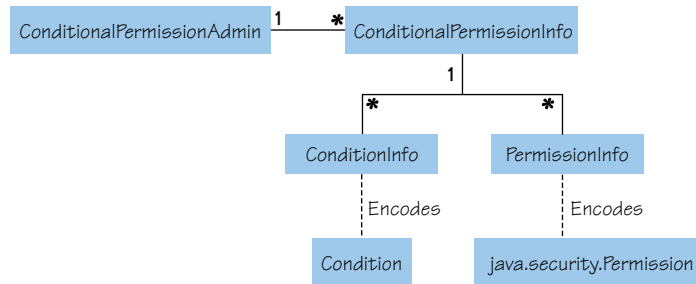 ConditionalPermissionAdmin 1 * ConditionalPermissionInfo
1
* *
ConditionInfo PermissionInfo
Encodes Encodes
Condition java.security.Permission